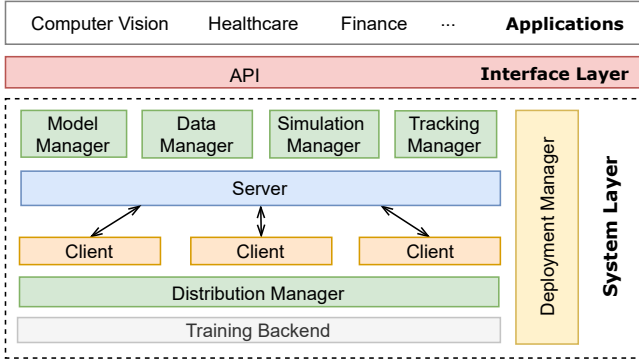 Computer Vision Healthcare Finance ... Applications
API Interface Layer
Model Manager
Data Manager
Simulation Manager
Tracking Manager
Server
Client Client Client
Distribution Manager
Training Backend
Deployment Manager
System Layer